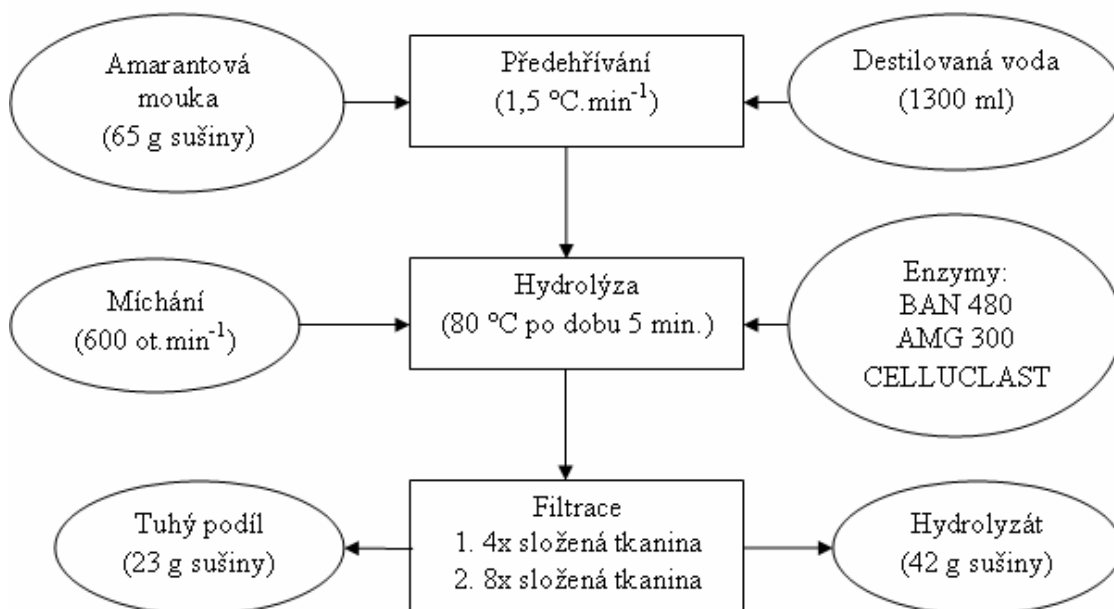 Amarantová
mouka
(65 g sušiny)
Předehřívání
(1,5 °C.min⁻¹)
Destilovaná voda
(1300 ml)
Míchání
(600 ot.min⁻¹)
Hydrolýza
(80 °C po dobu 5 min.)
Enzymy:
BAN 480
AMG 300
CELLUCLAST
Tuhý podíl
(23 g sušiny)
Filtrace
1. 4x složená tkanina
2. 8x složená tkanina
Hydrolyzát
(42 g sušiny)